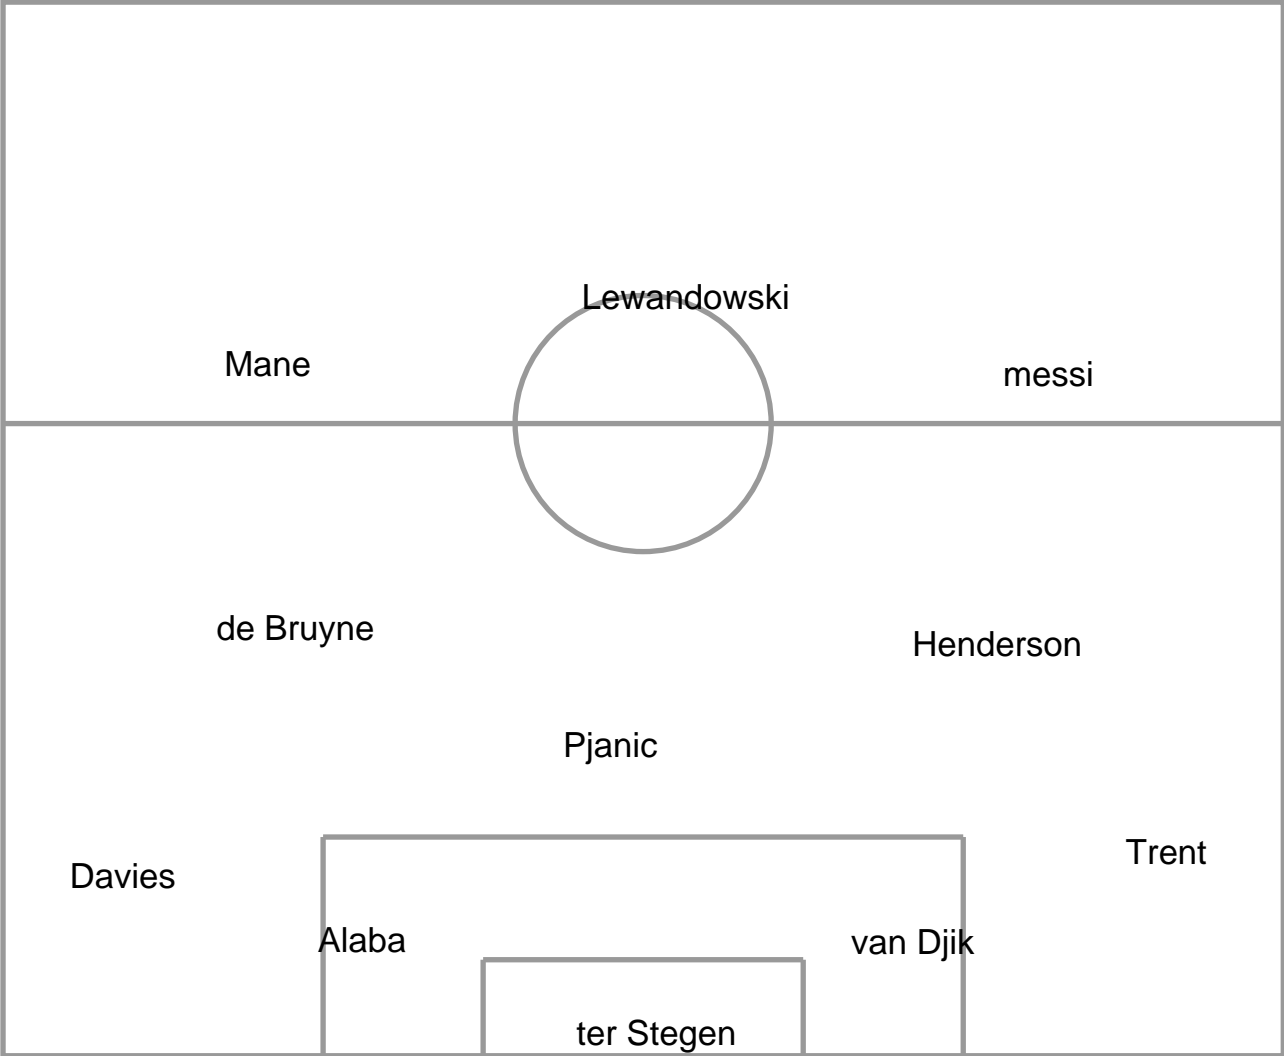 Lewandowski
Mane
messi
de Bruyne
Henderson
Pjanic
Trent
Davies
Alaba
van Djik
ter Stegen